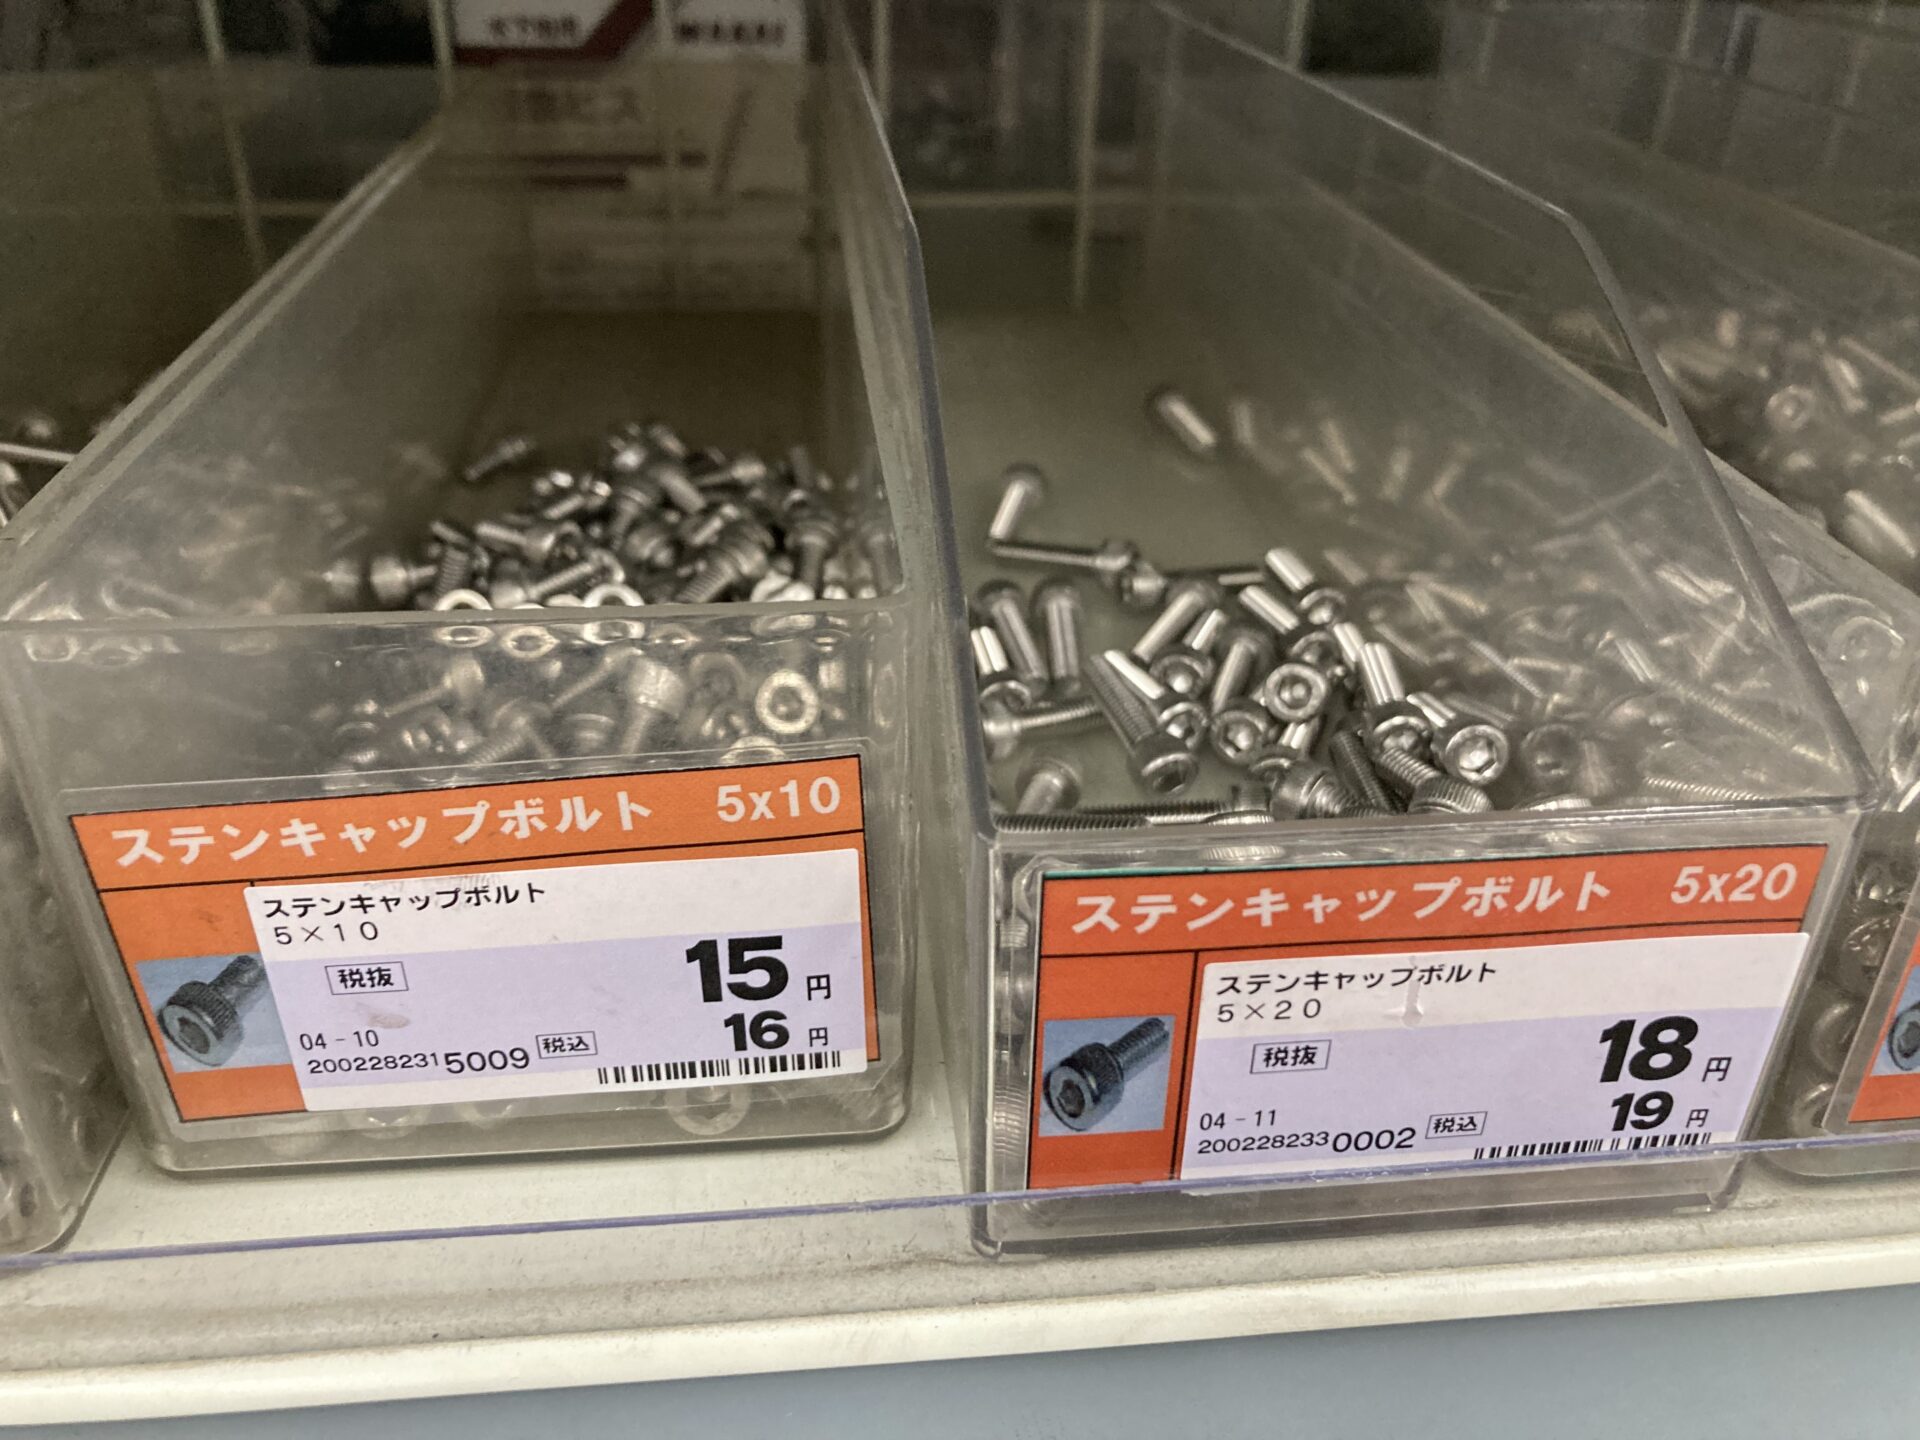 ステンキャップボルト 5x10
ステンキャップボルト
5×10
税抜 15円
04-10
2002282315009 税込 16円
ステンキャップボルト 5x20
ステンキャップボルト
5×20
税抜 18円
04-11
2002282330002 税込 19円